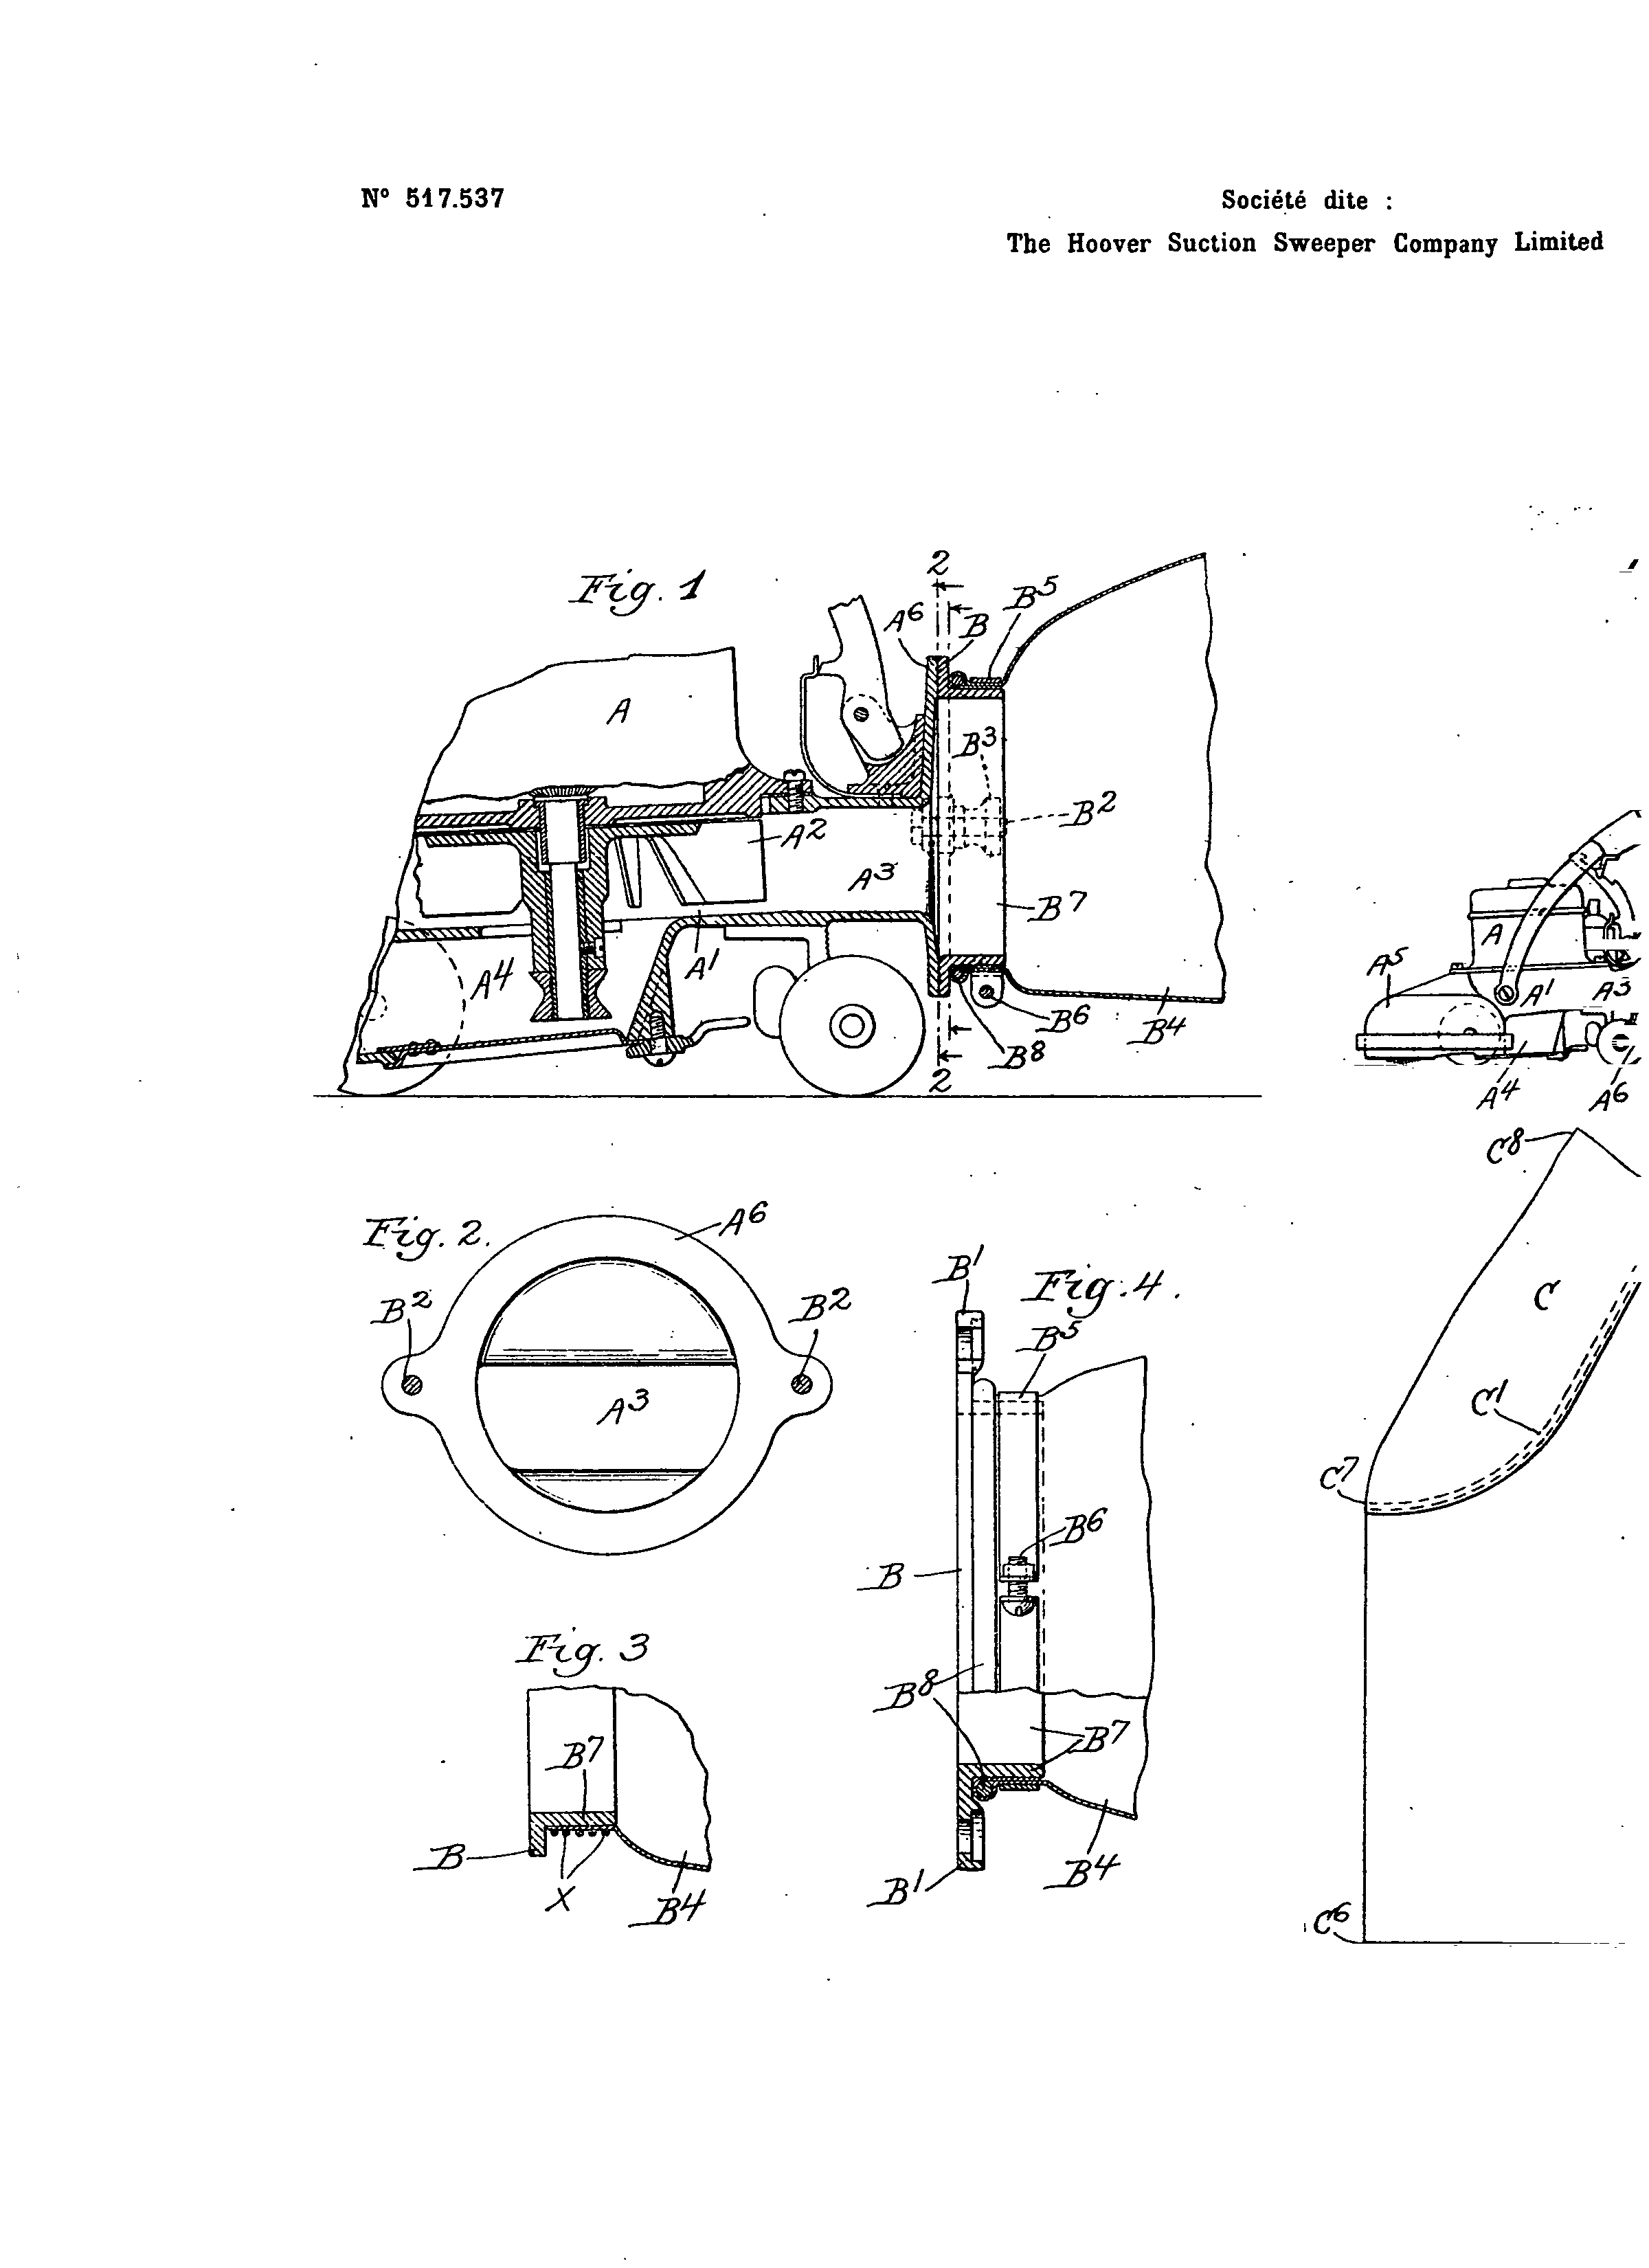 Nº 517.537
Société dite :
The Hoover Suction Sweeper Company Limited
Fig. 1
2
A6
B
B5
A
B3
B2
A2
A3
B7
A4
A1
B6
B4
B8
2
A5
A
A1
A3
A4
A6
Fig. 2.
A6
B2
B2
A3
Fig. 3
B7
B
X
B4
B1
Fig. 4.
B5
B6
B
B8
B7
B4
B1
C8
C
C1
C7
C6